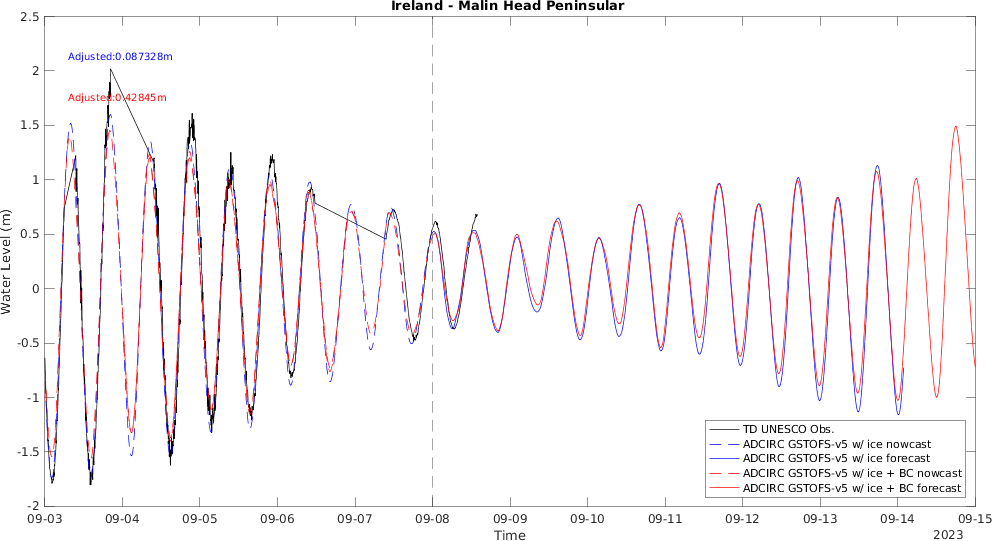 Ireland - Malin Head Peninsular
2.5
2
1.5
1
0.5
0
-0.5
-1
-1.5
-2
Water Level (m)
Adjusted:0.087328m
Adjusted:0.42845m
TD UNESCO Obs.
ADCIRC GSTOFS-v5 w/ ice nowcast
ADCIRC GSTOFS-v5 w/ ice forecast
ADCIRC GSTOFS-v5 w/ ice + BC nowcast
ADCIRC GSTOFS-v5 w/ ice + BC forecast
09-03 09-04 09-05 09-06 09-07 09-08 09-09 09-10 09-11 09-12 09-13 09-14 09-15
Time
2023